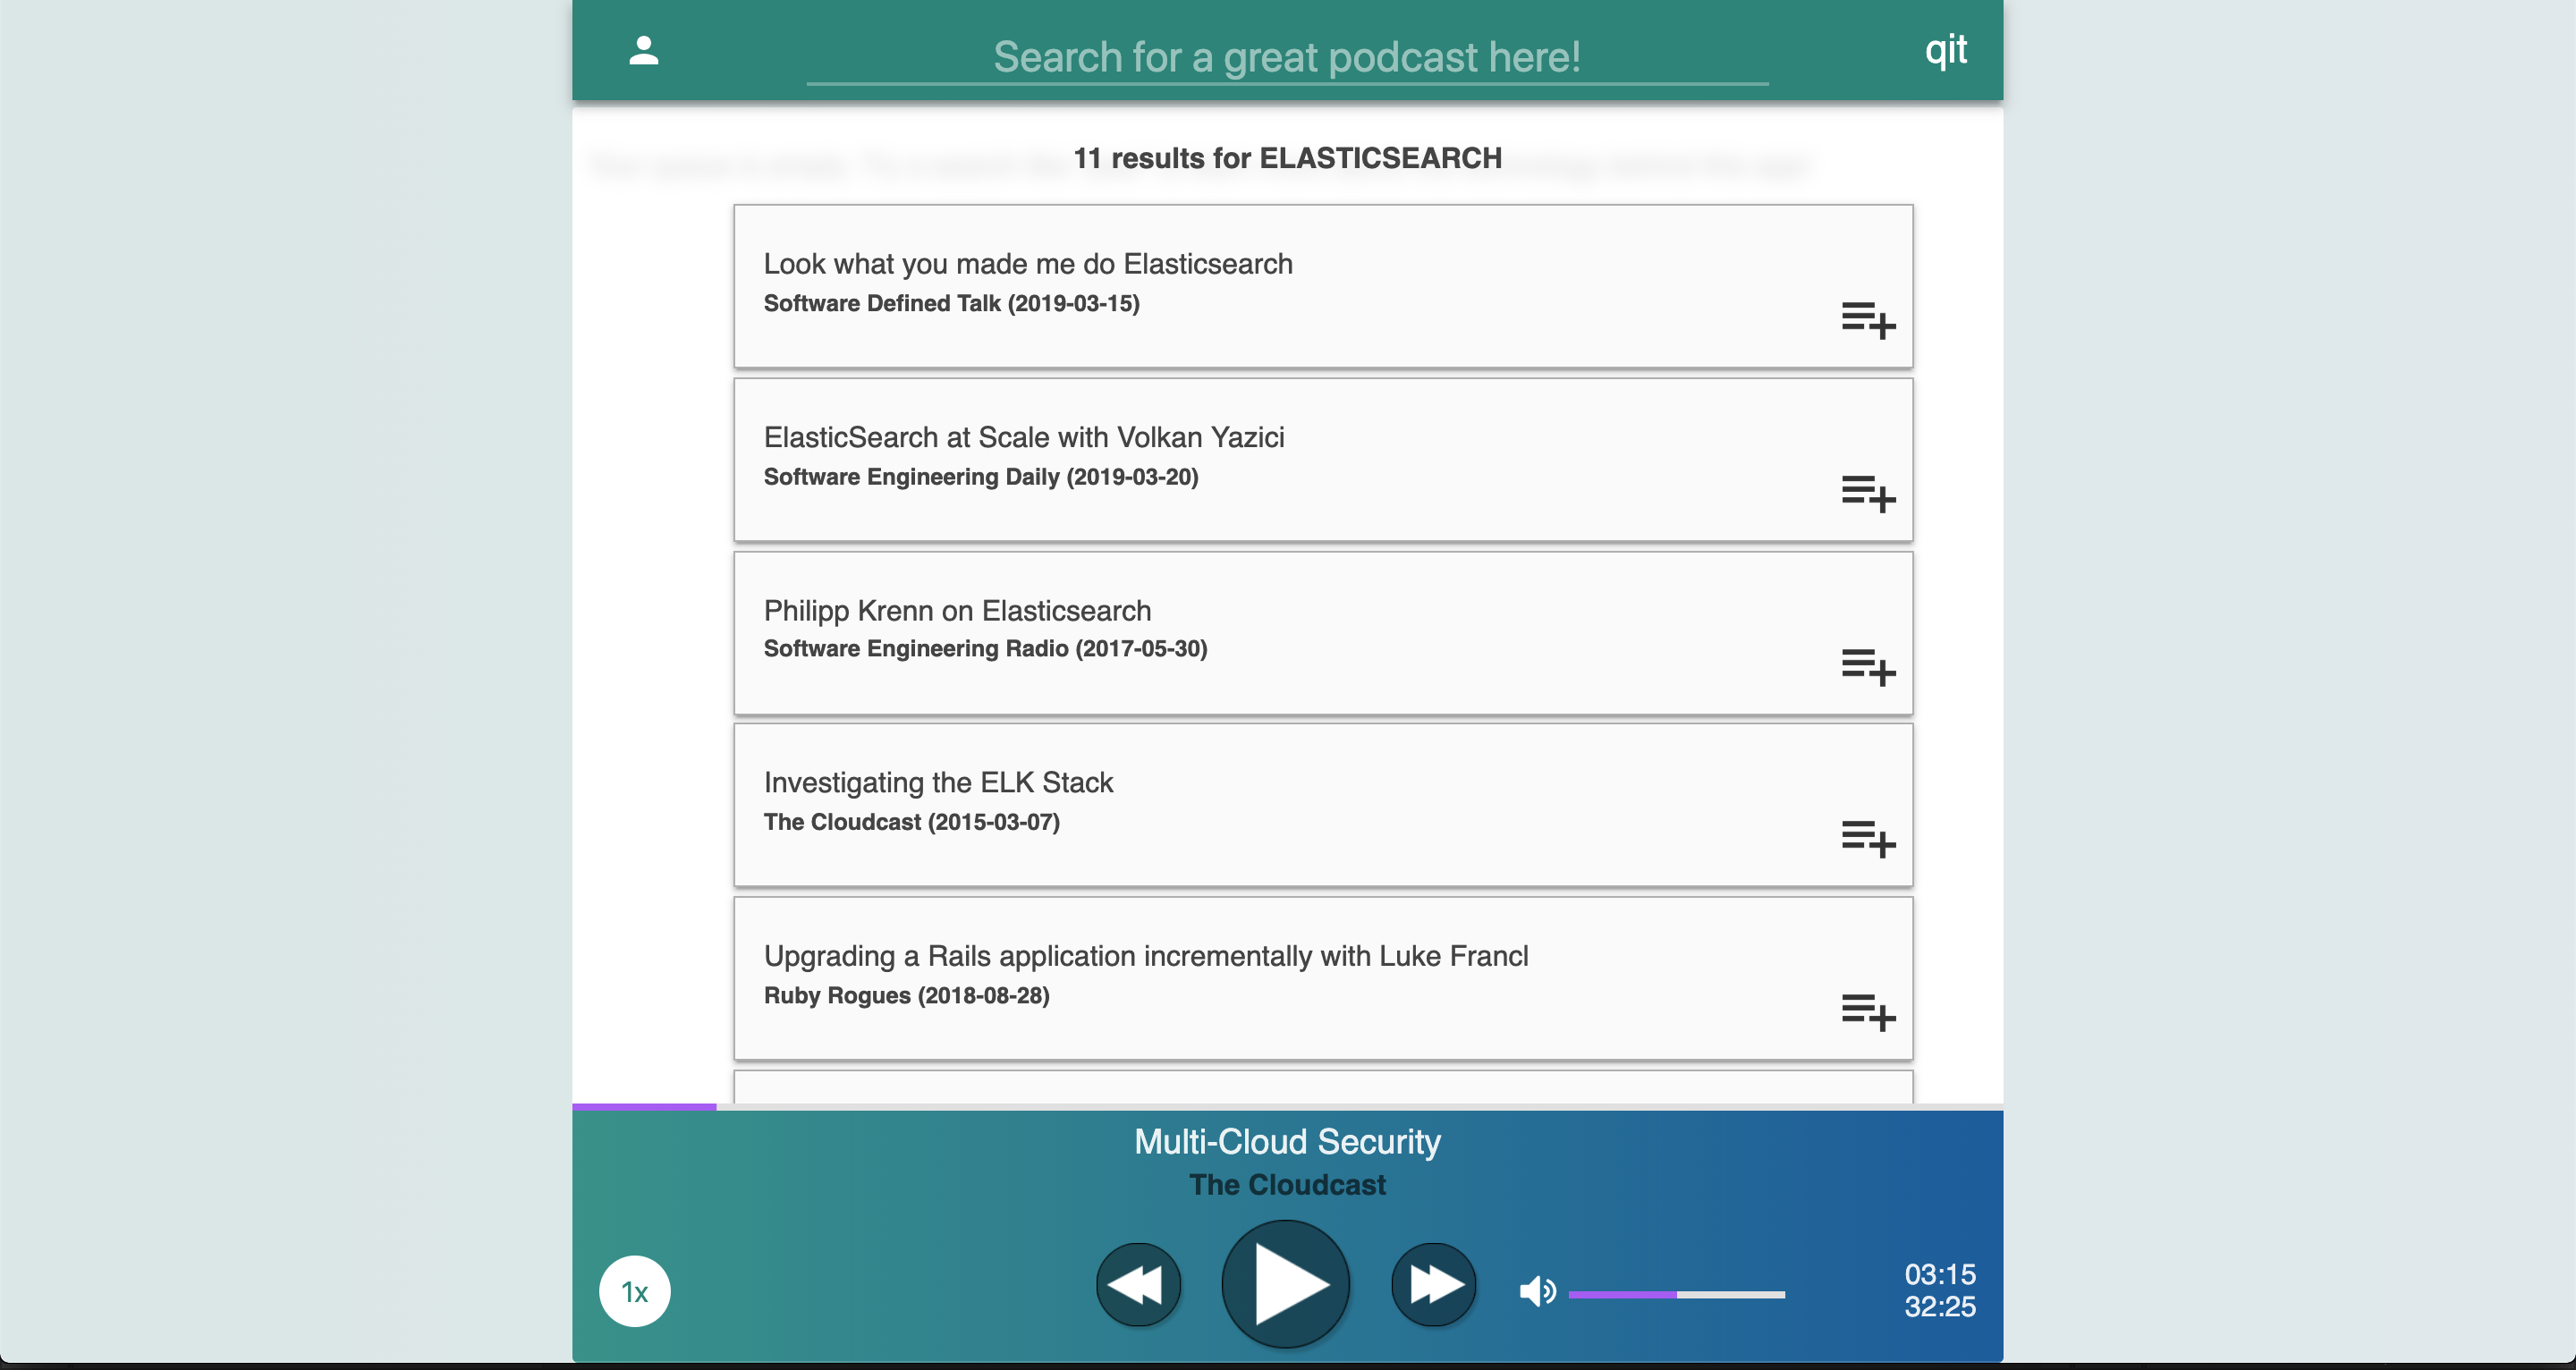 Search for a great podcast here!
qit
11 results for ELASTICSEARCH
Look what you made me do Elasticsearch
Software Defined Talk (2019-03-15)
ElasticSearch at Scale with Volkan Yazici
Software Engineering Daily (2019-03-20)
Philipp Krenn on Elasticsearch
Software Engineering Radio (2017-05-30)
Investigating the ELK Stack
The Cloudcast (2015-03-07)
Upgrading a Rails application incrementally with Luke Francl
Ruby Rogues (2018-08-28)
Multi-Cloud Security
The Cloudcast
1x
03:15
32:25